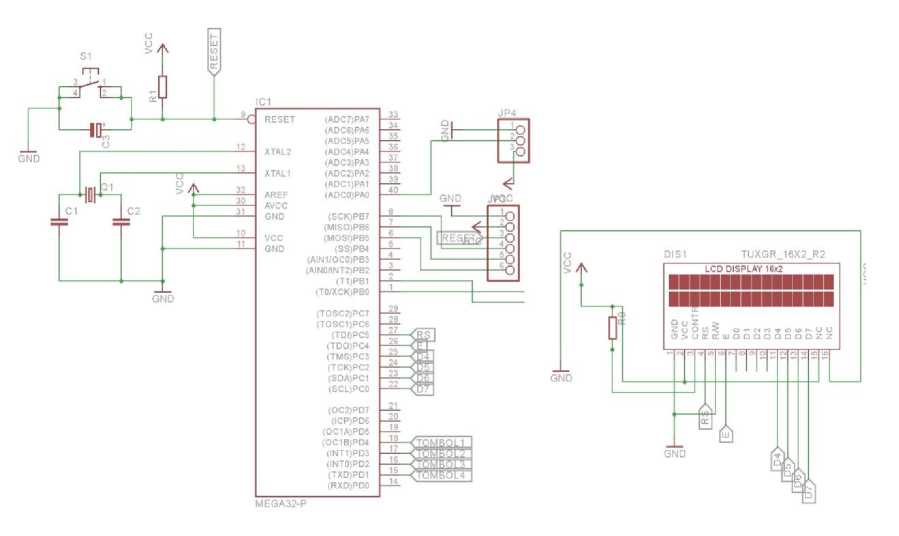 S1
VCC
RESET
3 1
4 2
R1
C3
GND
IC1
9 RESET
12 XTAL2
13 XTAL1
Q1
VCC
C1
C2
32 AREF
30 AVCC
31 GND
10 VCC
11 GND
GND
(ADC7)PA7 33
(ADC6)PA6 34
(ADC5)PA5 35
(ADC4)PA4 36
(ADC3)PA3 37
(ADC2)PA2 38
(ADC1)PA1 39
(ADC0)PA0 40
(SCK)PB7 8
(MISO)PB6 7
(MOSI)PB5 6
(SS)PB4 5
(AIN1/OC0)PB3 4
(AIN0/INT2)PB2 3
(T1)PB1 2
(T0/XCK)PB0 1
(TOSC2)PC7 29
(TOSC1)PC6 28
(TDI)PC5 27 RS
(TDO)PC4 26 E
(TMS)PC3 25 D4
(TCK)PC2 24 D5
(SDA)PC1 23 D6
(SCL)PC0 22 D7
(OC2)PD7 21
(ICP)PD6 20
(OC1A)PD5 19
(OC1B)PD4 18 TOMBOL1
(INT1)PD3 17 TOMBOL2
(INT0)PD2 16 TOMBOL3
(TXD)PD1 15 TOMBOL4
(RXD)PD0 14
MEGA32-P
JP4
GND
1
2
3
VCC
GND
1
2
3
4
5
6
RESET
VCC
VCC
GND
DIS1 TUXGR_16X2_R2
LCD DISPLAY 16x2
GND VCC CONTR RS R/W E D0 D1 D2 D3 D4 D5 D6 D7 NC NC
1 2 3 4 5 6 7 8 9 10 11 12 13 14 15 16
VCC
GND
RS
E
D4
D5
D6
D7